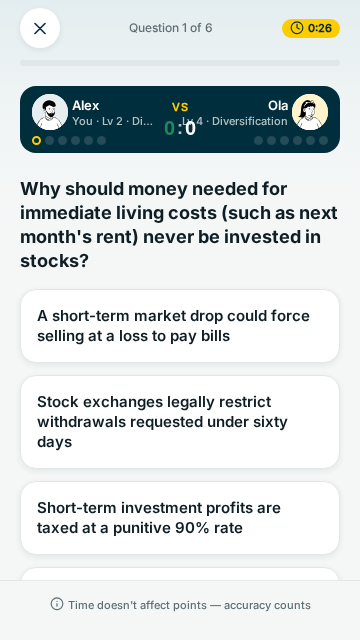 Question 1 of 6
0:26
Alex
You · Lv 2 · Di...
VS
0:0
Ola
4 · Diversification
Why should money needed for
immediate living costs (such as next
month's rent) never be invested in
stocks?
A short-term market drop could force
selling at a loss to pay bills
Stock exchanges legally restrict
withdrawals requested under sixty
days
Short-term investment profits are
taxed at a punitive 90% rate
Time doesn't affect points — accuracy counts